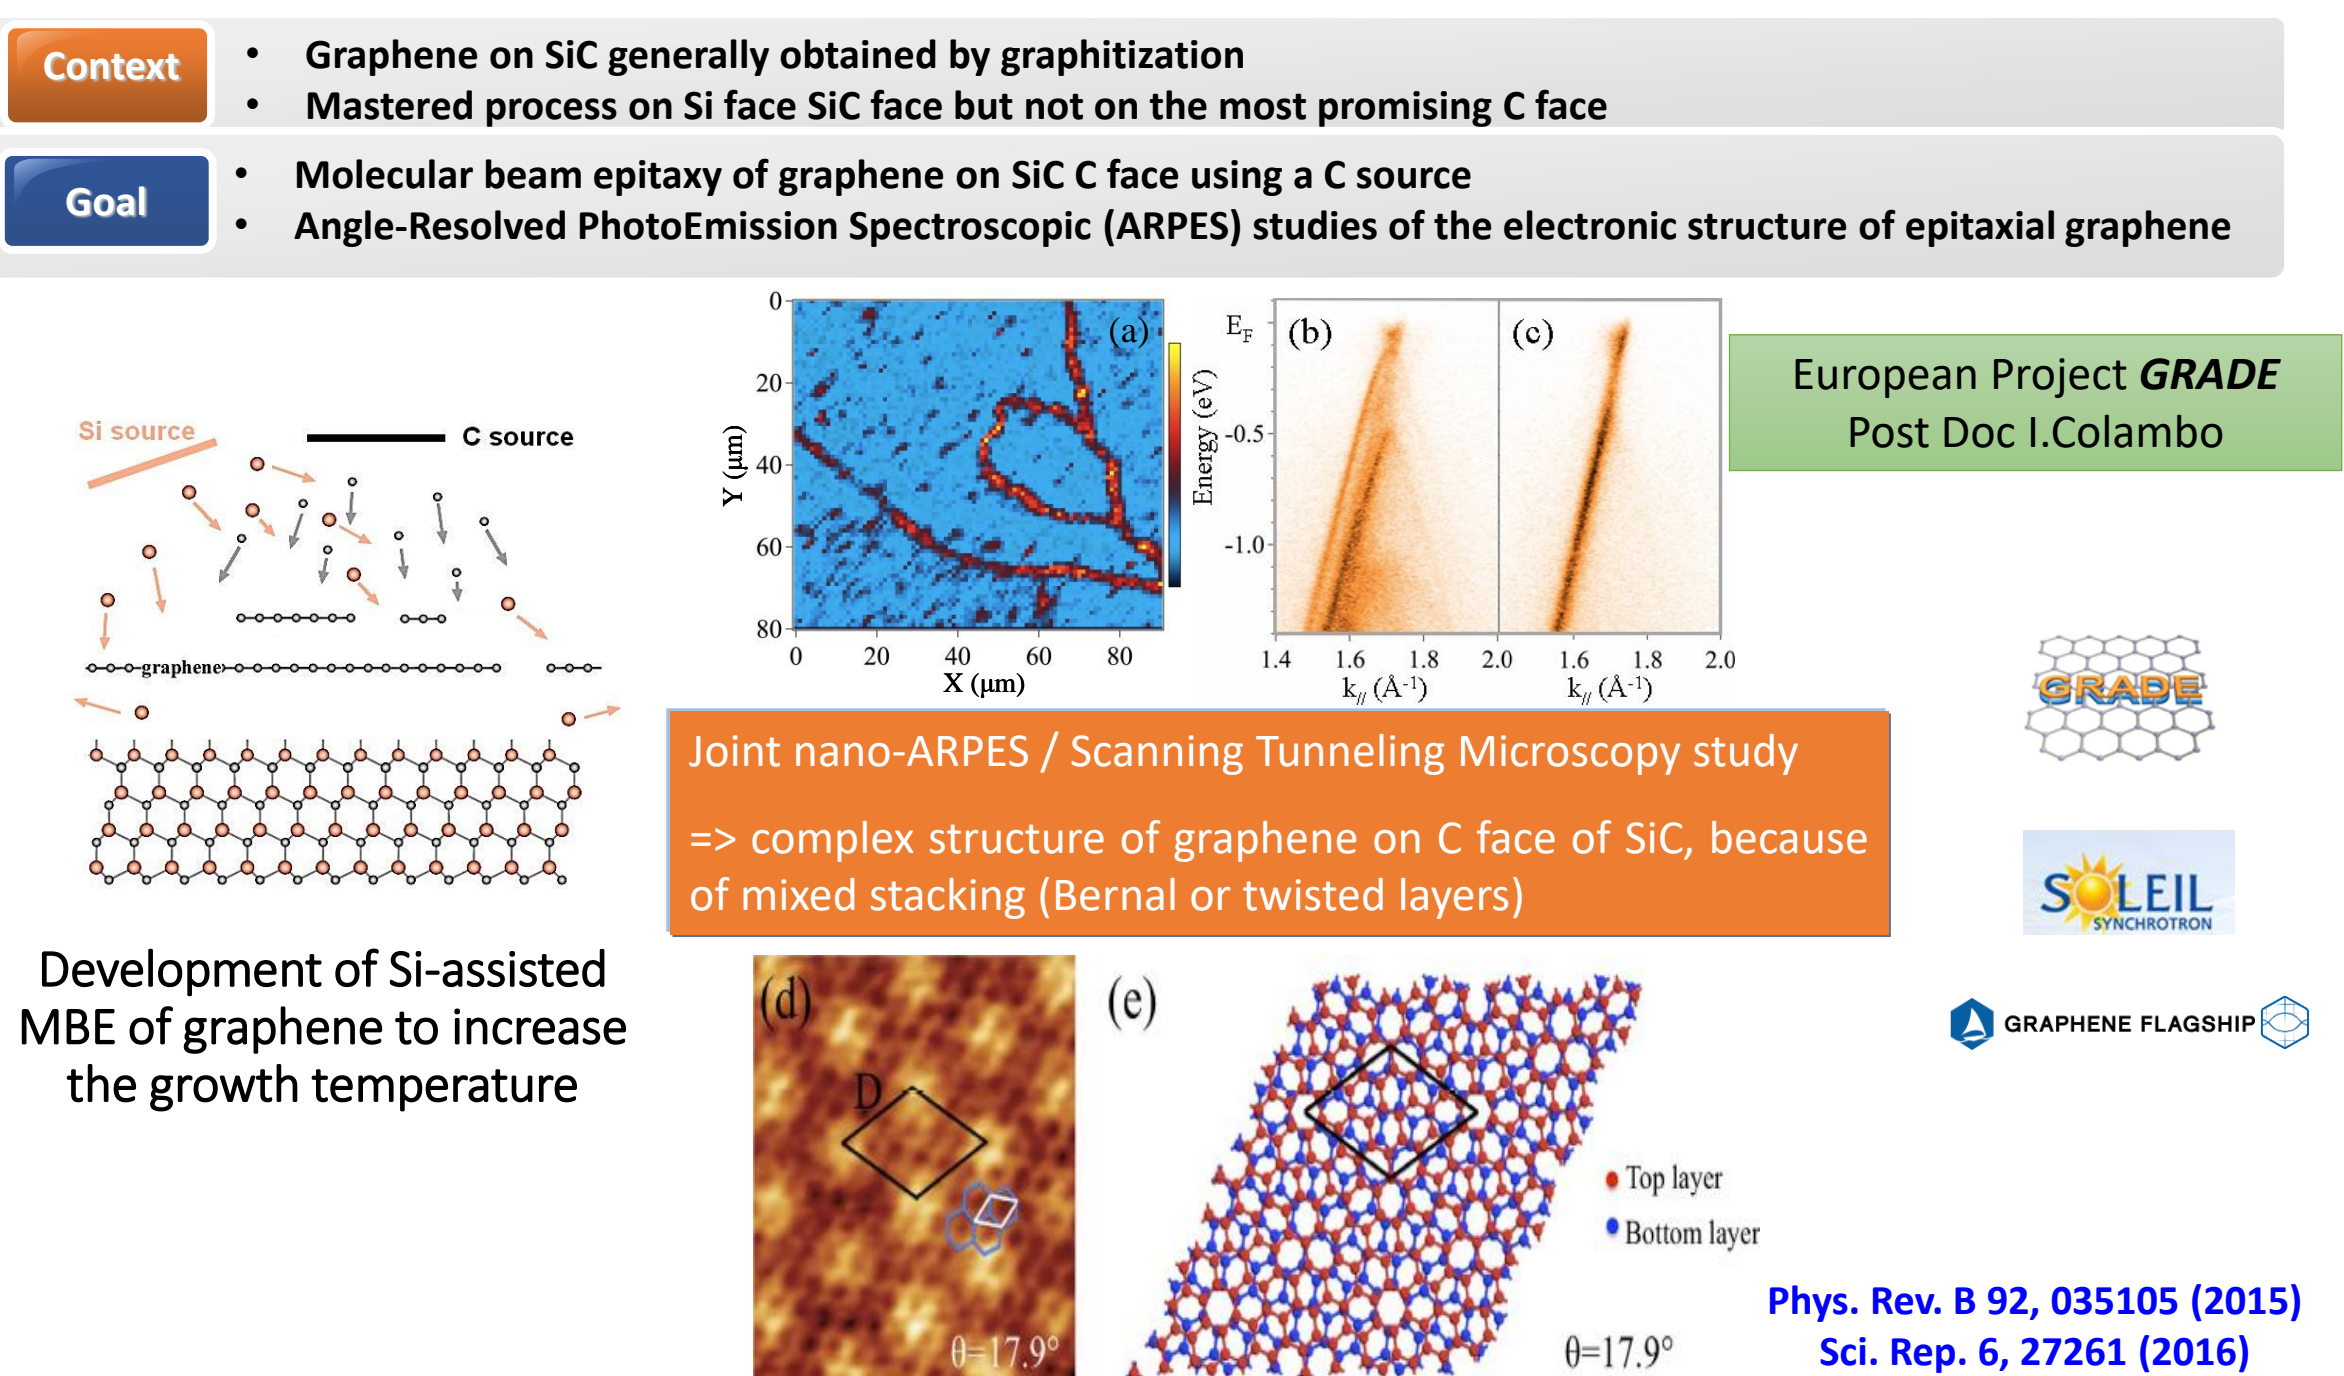 Context
• Graphene on SiC generally obtained by graphitization
• Mastered process on Si face SiC face but not on the most promising C face
Goal
• Molecular beam epitaxy of graphene on SiC C face using a C source
• Angle-Resolved PhotoEmission Spectroscopic (ARPES) studies of the electronic structure of epitaxial graphene
Si source
C source
graphene
Development of Si-assisted
MBE of graphene to increase
the growth temperature
(a)
0
20
40
60
80
Y (µm)
0 20 40 60 80
X (µm)
(b)
(c)
E_F
-0.5
-1.0
Energy (eV)
1.4 1.6 1.8 2.0 1.6 1.8 2.0
k// (Å-1)
k// (Å-1)
European Project GRADE
Post Doc I.Colambo
Joint nano-ARPES / Scanning Tunneling Microscopy study
=> complex structure of graphene on C face of SiC, because
of mixed stacking (Bernal or twisted layers)
GRADE
SOLEIL
SYNCHROTRON
GRAPHENE FLAGSHIP
(d)
D
θ=17.9°
(e)
Top layer
Bottom layer
θ=17.9°
Phys. Rev. B 92, 035105 (2015)
Sci. Rep. 6, 27261 (2016)